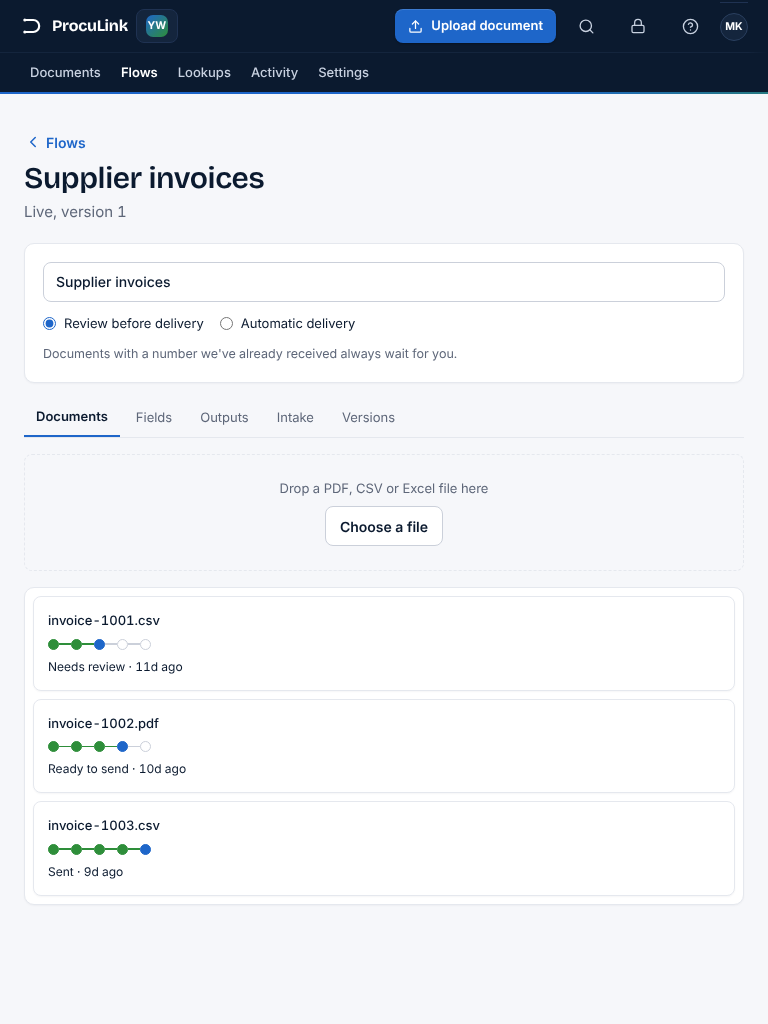 ProcuLink
YW
Upload document
MK
Documents
Flows
Lookups
Activity
Settings
Flows
Supplier invoices
Live, version 1
Supplier invoices
Review before delivery
Automatic delivery
Documents with a number we've already received always wait for you.
Documents
Fields
Outputs
Intake
Versions
Drop a PDF, CSV or Excel file here
Choose a file
invoice-1001.csv
Needs review · 11d ago
invoice-1002.pdf
Ready to send · 10d ago
invoice-1003.csv
Sent · 9d ago